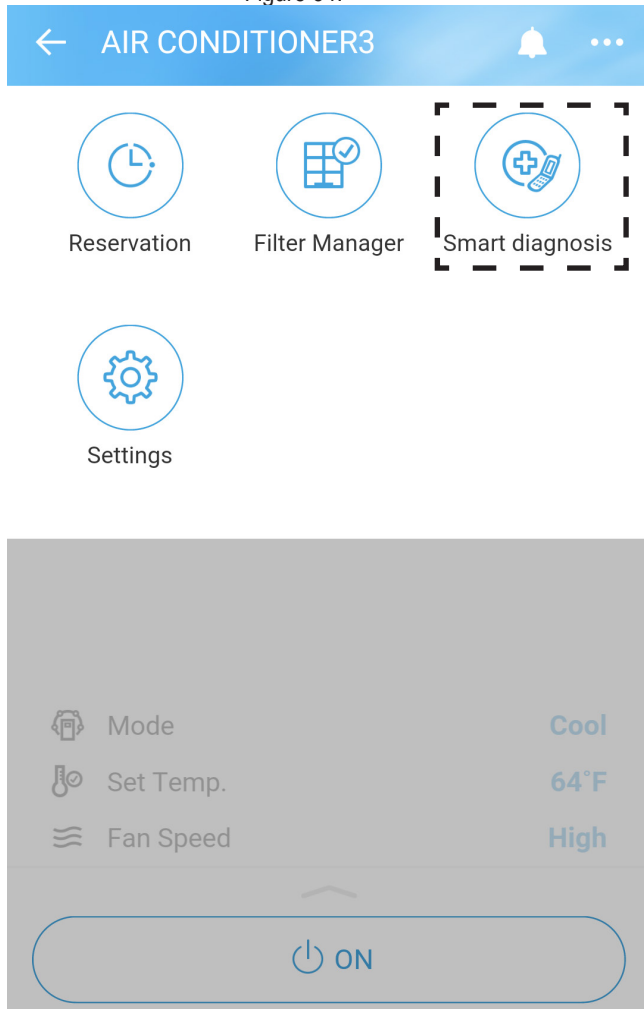 AIR CONDITIONER3
Reservation
Filter Manager
Smart diagnosis
Settings
Mode
Cool
Set Temp.
64°F
Fan Speed
High
ON